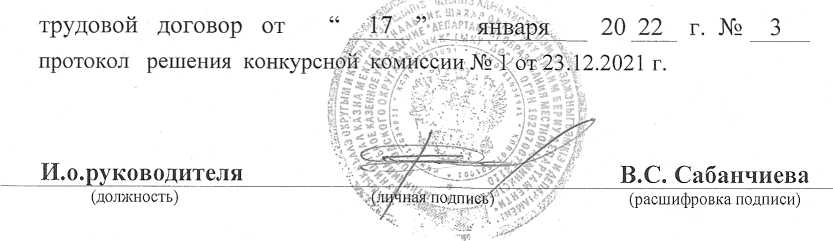 трудовой договор от “ 17 ” января 20 22 г. № 3
протокол решения конкурсной комиссии № 1 от 23.12.2021 г.
И.о.руководителя В.С. Сабанчиева
(должность) (личная подпись) (расшифровка подписи)